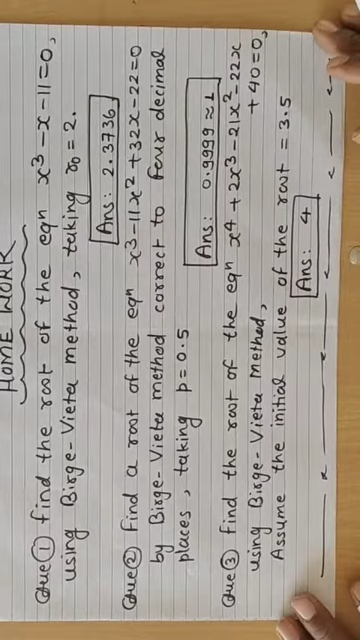 HOME WORK
Que① Find the root of the eqn x³-x-11=0,
using Birge-Vieta method, taking r₀=2.
Ans: 2.3736
Que② Find a root of the eqn x³-11x²+32x-22=0
by Birge-Vieta method correct to four decimal
places, taking p=0.5
Ans: 0.9999≈1
Que③ Find the root of the eqn x⁴+2x³-21x²-22x
+40=0,
using Birge-Vieta Method,
Assume the initial value of the root = 3.5
Ans: 4